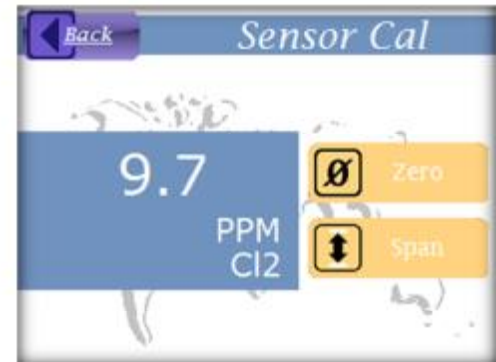 Back
Sensor Cal
9.7
PPM
Cl2
Zero
Span